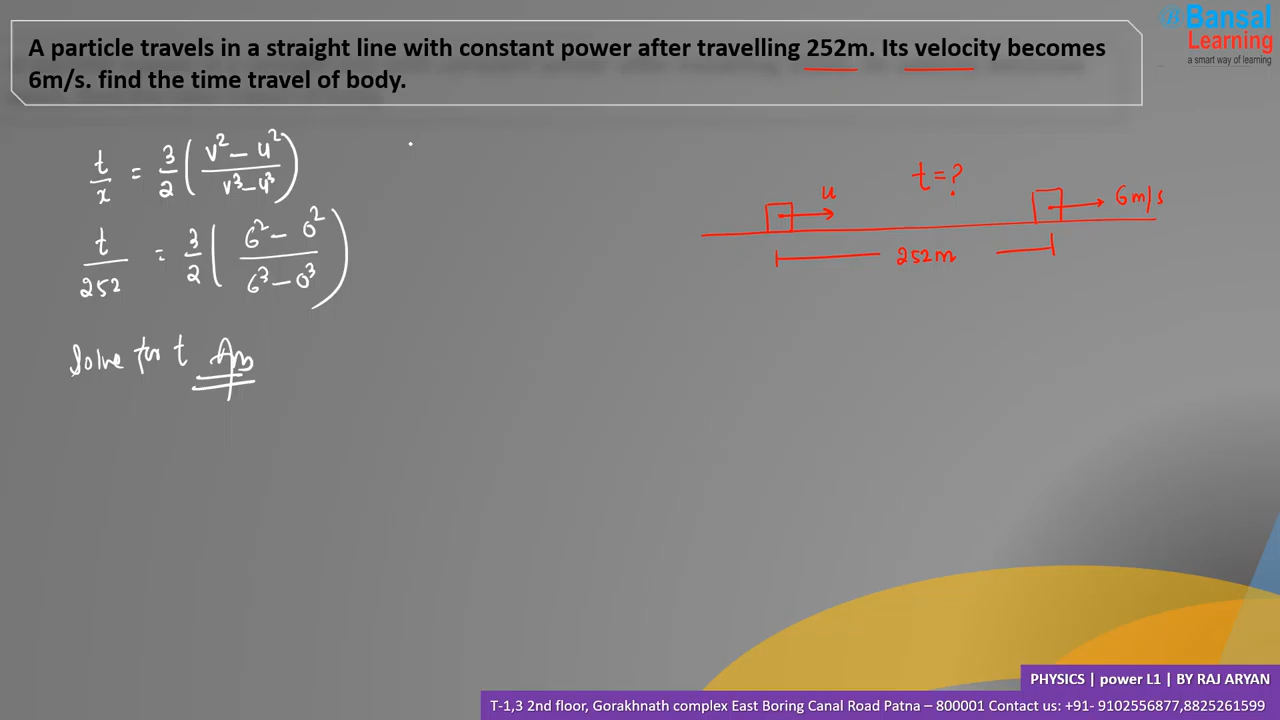 Bansal
Learning
a smart way of learning
A particle travels in a straight line with constant power after travelling 252m. Its velocity becomes
6m/s. find the time travel of body.
t/x = 3/2 (v² - u² / v³ - u³)
t/252 = 3/2 (6² - 0² / 6³ - 0³)
Solve for t Ans
t = ?
u
6m/s
252m
PHYSICS | power L1 | BY RAJ ARYAN
T-1,3 2nd floor, Gorakhnath complex East Boring Canal Road Patna – 800001 Contact us: +91- 9102556877,8825261599